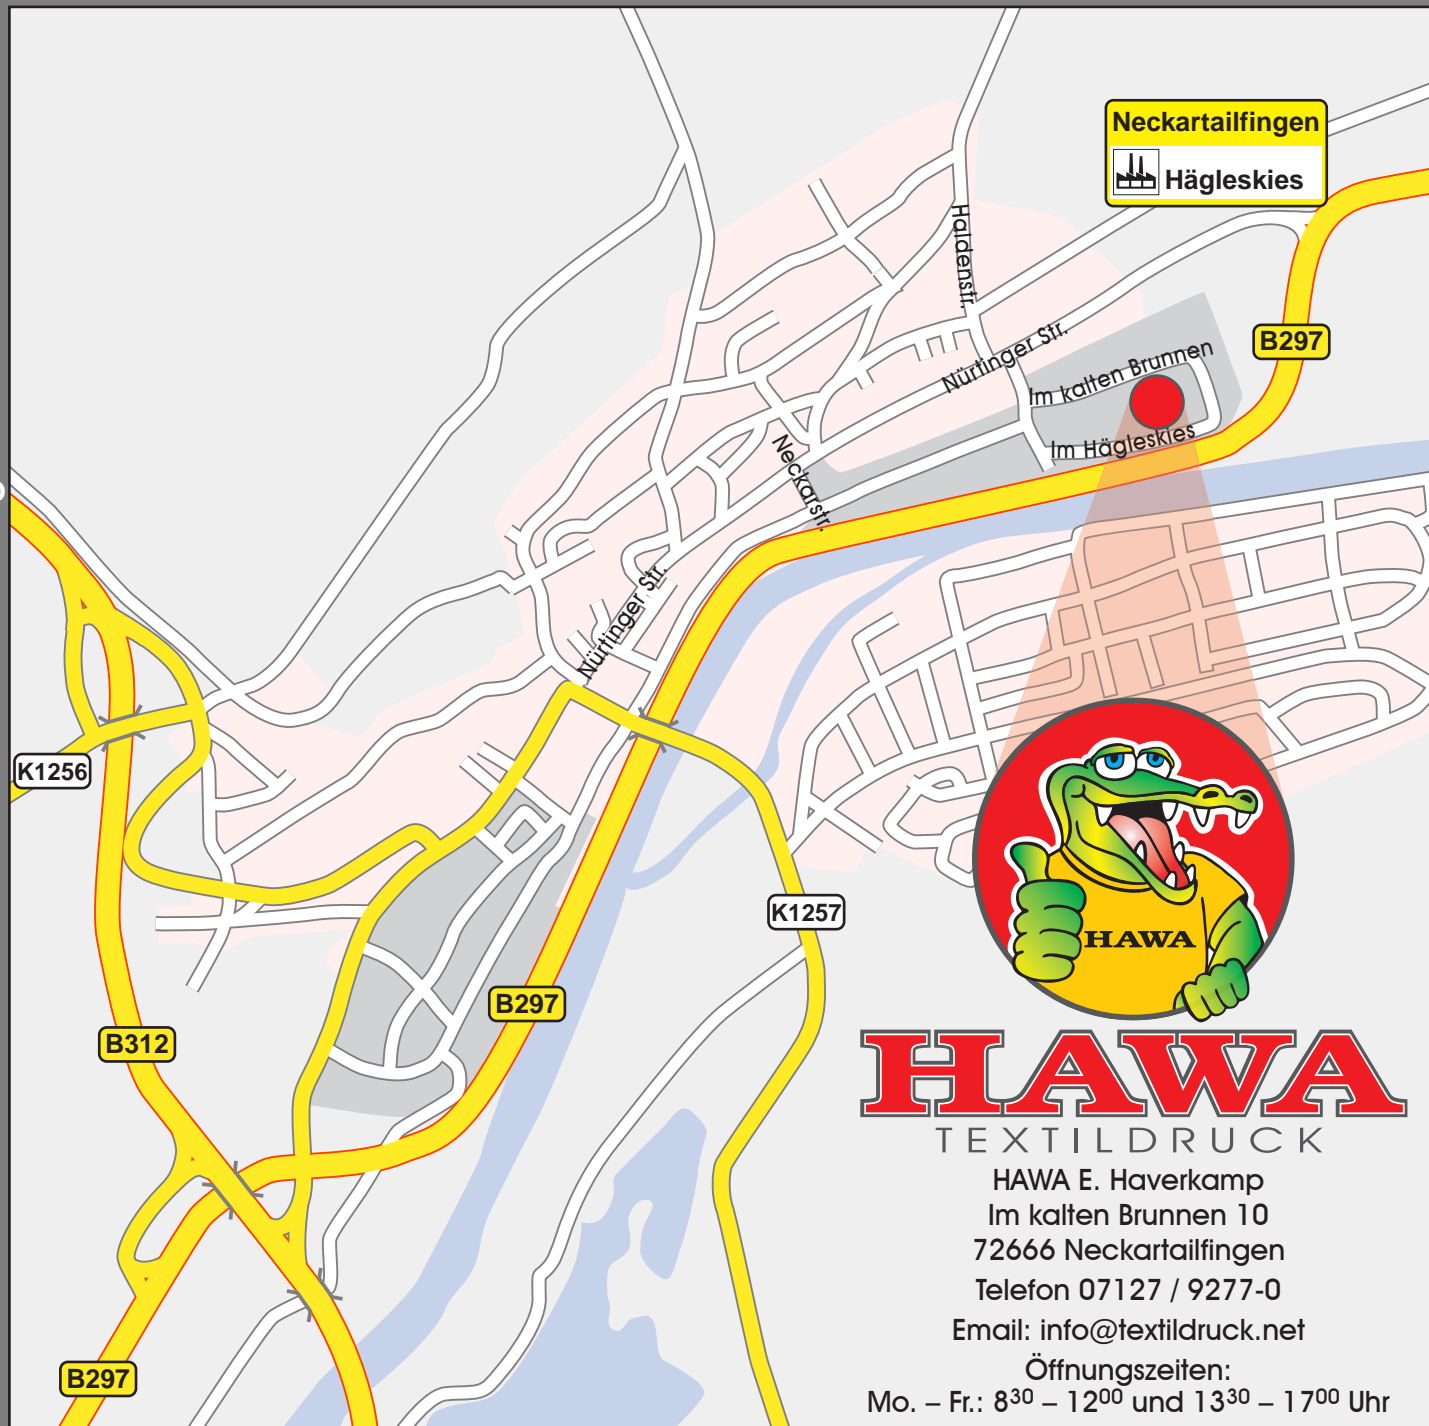 Neckartailfingen
Hägleskies
Haldenstr.
B297
Nürtinger Str.
Im kalten Brunnen
Im Hägleskies
Neckarstr.
Nürtinger Str.
K1256
K1257
B297
B312
B297
HAWA
HAWA
TEXTILDRUCK
HAWA E. Haverkamp
Im kalten Brunnen 10
72666 Neckartailfingen
Telefon 07127 / 9277-0
Email: info@textildruck.net
Öffnungszeiten:
Mo. – Fr.: 8³⁰ – 12⁰⁰ und 13³⁰ – 17⁰⁰ Uhr